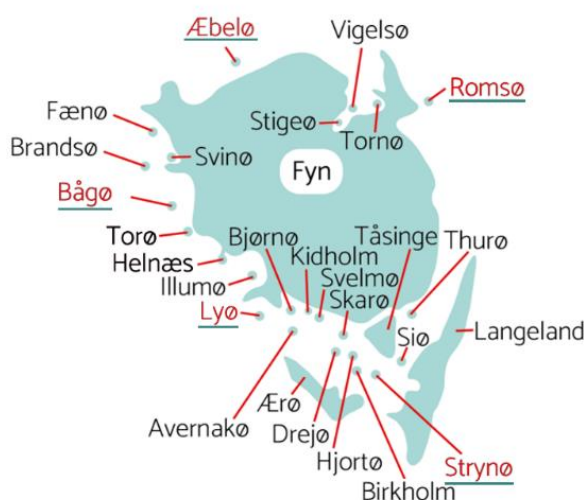 Æbelø
Vigelsø
Romsø
Fænø
Stigeø
Tornø
Brandsø
Svinø
Fyn
Bågø
Torø
Bjørnø
Tåsinge
Thurø
Helnæs
Kidholm
Illumø
Svelmø
Skarø
Lyø
Siø
Langeland
Ærø
Avernakø
Drejø
Hjortø
Strynø
Birkholm